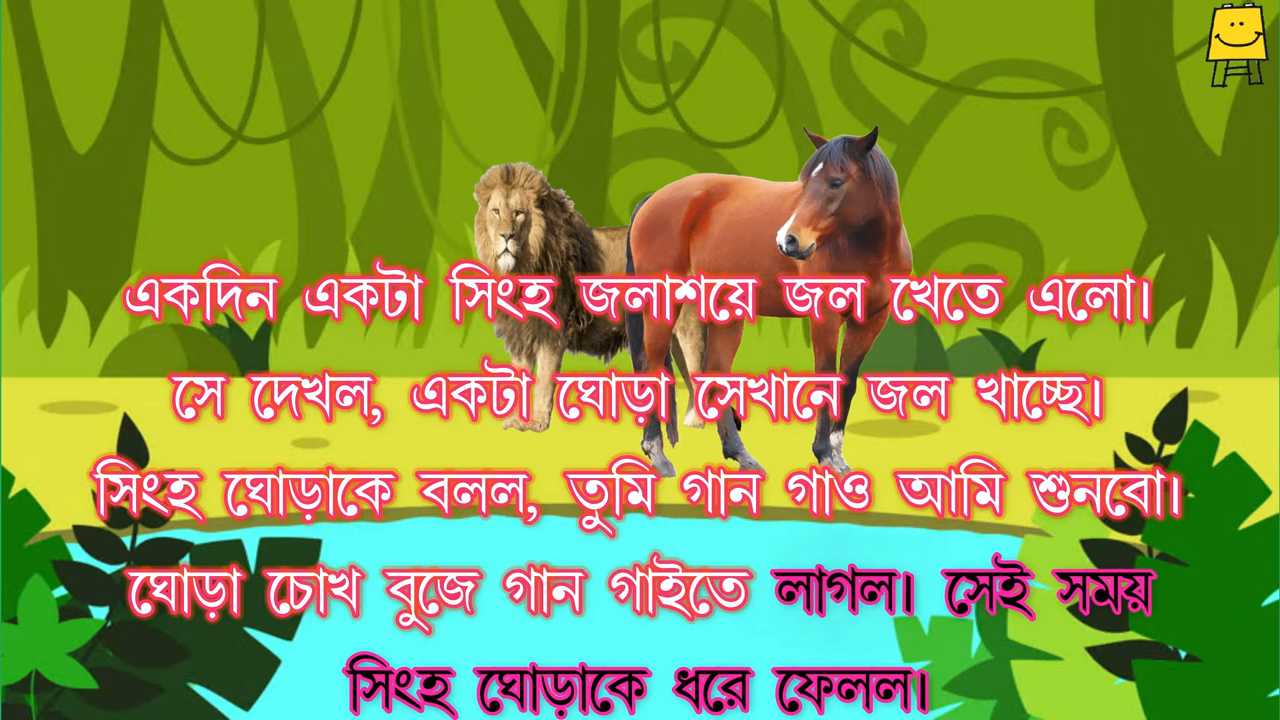 একদিন একটা সিংহ জলাশয়ে জল খেতে এলো।
সে দেখল, একটা ঘোড়া সেখানে জল খাচ্ছে।
সিংহ ঘোড়াকে বলল, তুমি গান গাও আমি শুনবো।
ঘোড়া চোখ বুজে গান গাইতে লাগল। সেই সময়
সিংহ ঘোড়াকে ধরে ফেলল।